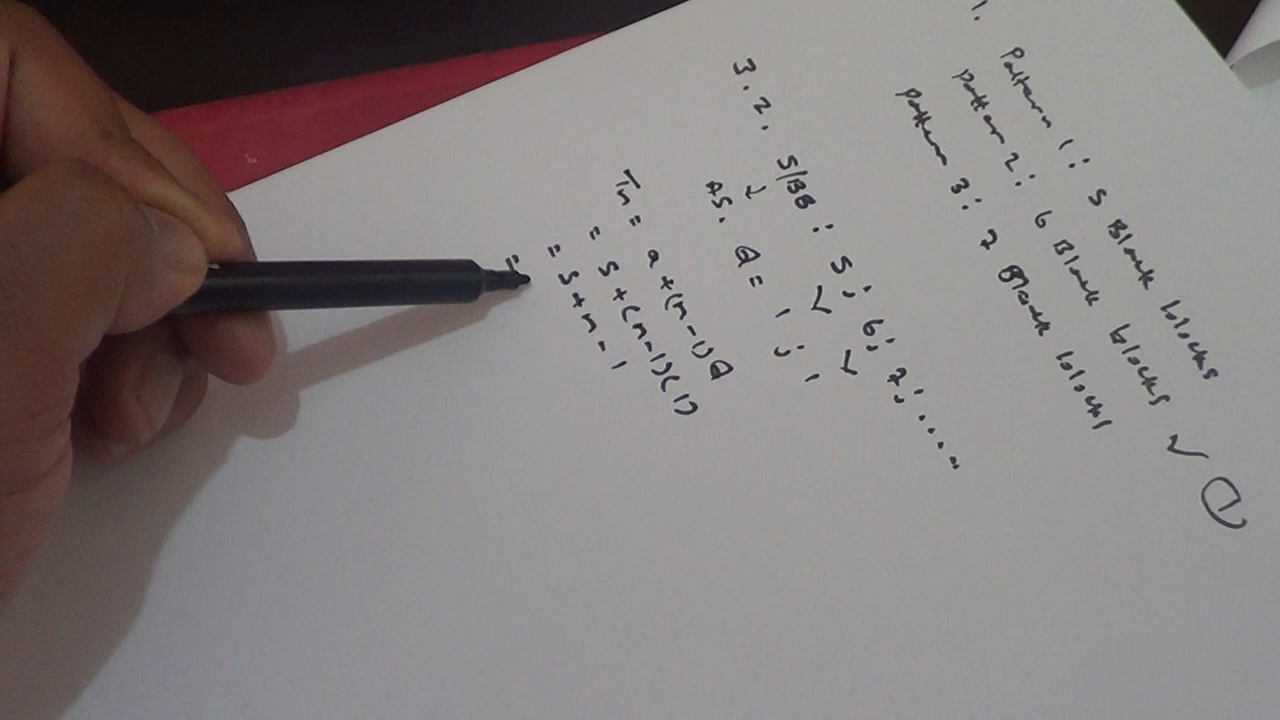 1.
Pattern 1: 5 Black blocks
Pattern 2: 6 Black blocks ✓ ①
Pattern 3: 7 Black blocks
3.2. S/BB : 5; 6; 7; ....
↓
AS. d = 1 ; 1
Tn = a + (n - 1)d
= 5 + (n - 1)(1)
= 5 + n - 1
=